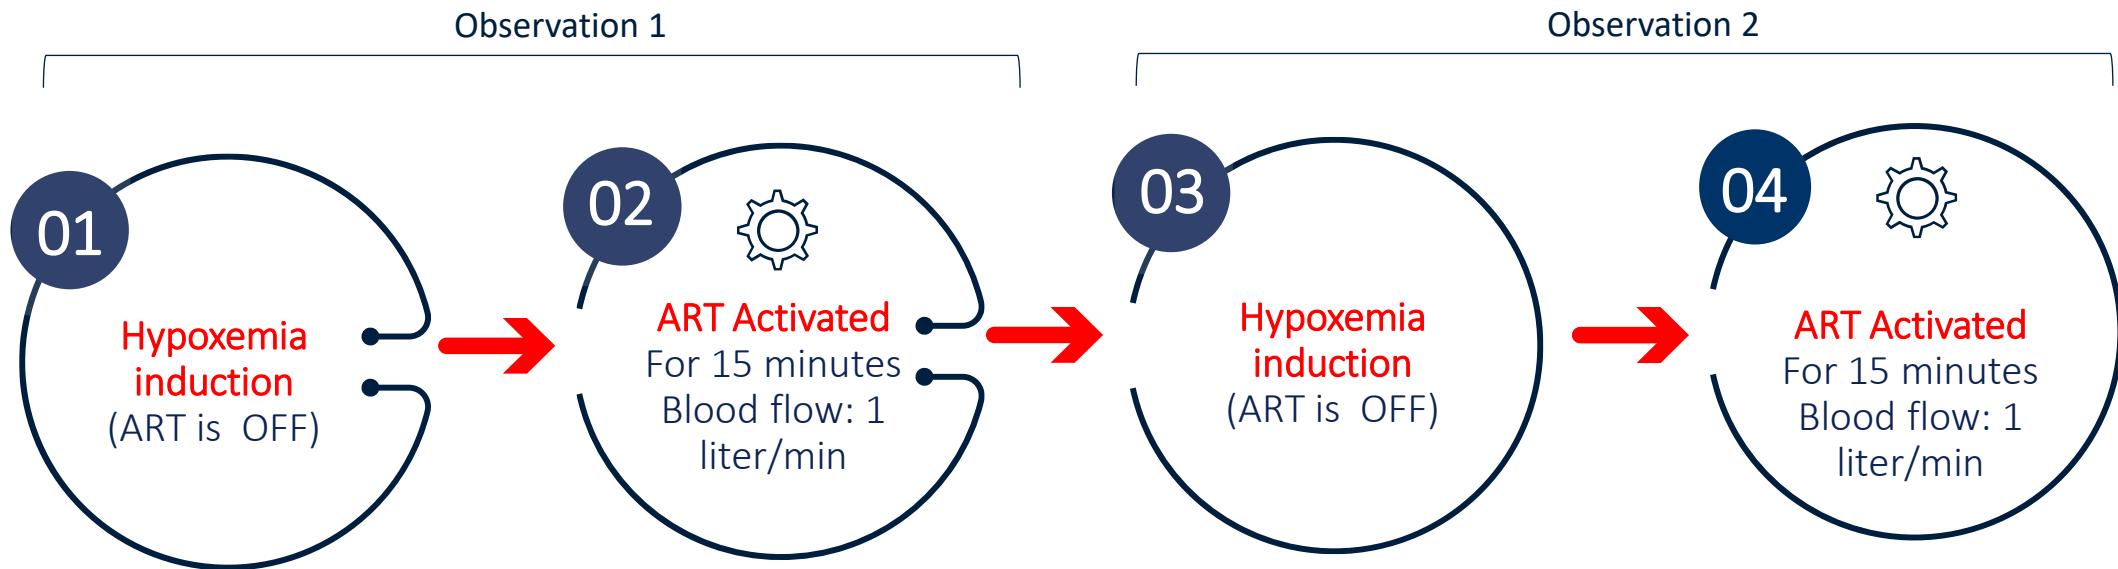 Observation 1
Observation 2
01
Hypoxemia
induction
(ART is OFF)
02
ART Activated
For 15 minutes
Blood flow: 1
liter/min
03
Hypoxemia
induction
(ART is OFF)
04
ART Activated
For 15 minutes
Blood flow: 1
liter/min